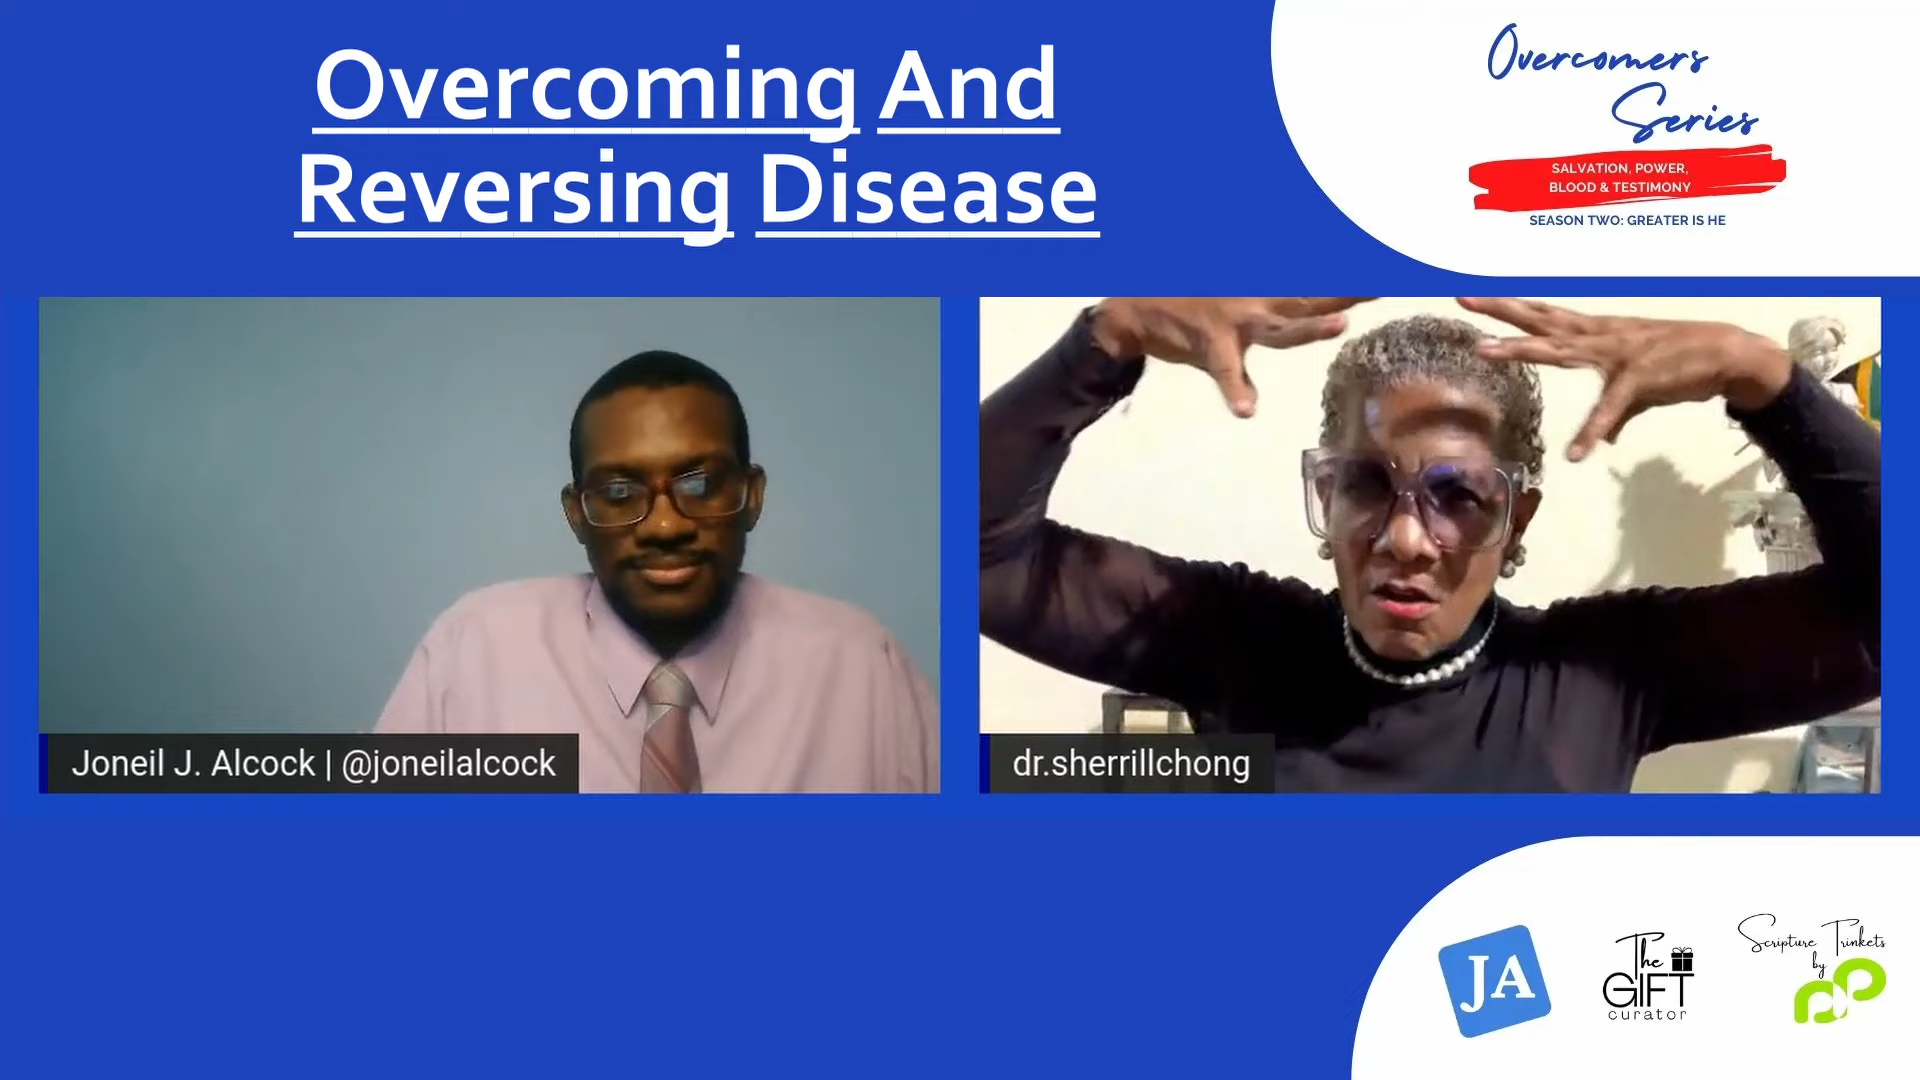 Overcoming And
Reversing Disease
Overcomers
Series
SALVATION, POWER,
BLOOD & TESTIMONY
SEASON TWO: GREATER IS HE
Joneil J. Alcock | @joneilalcock
dr.sherrillchong
JA
The
GIFT
curator
Scripture Trinkets
by